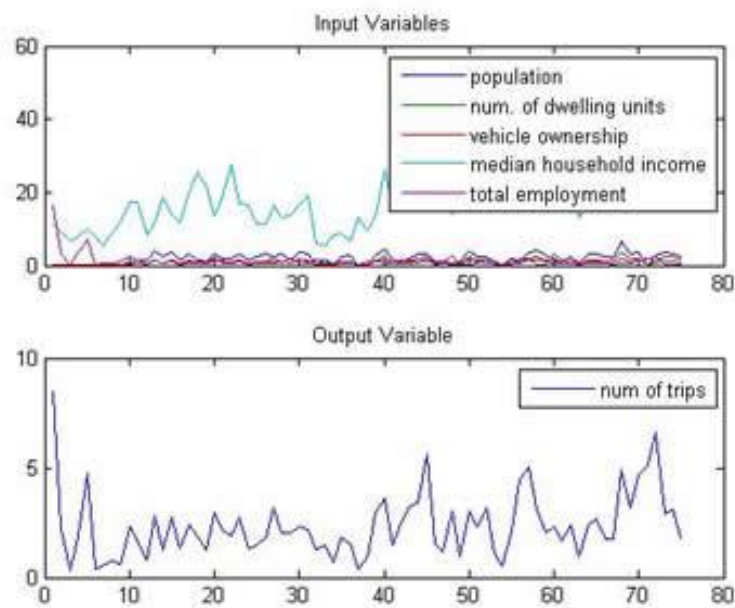 Input Variables
60
40
20
0
population
num. of dwelling units
vehicle ownership
median household income
total employment
0 10 20 30 40 50 60 70 80
Output Variable
10
5
0
num of trips
0 10 20 30 40 50 60 70 80